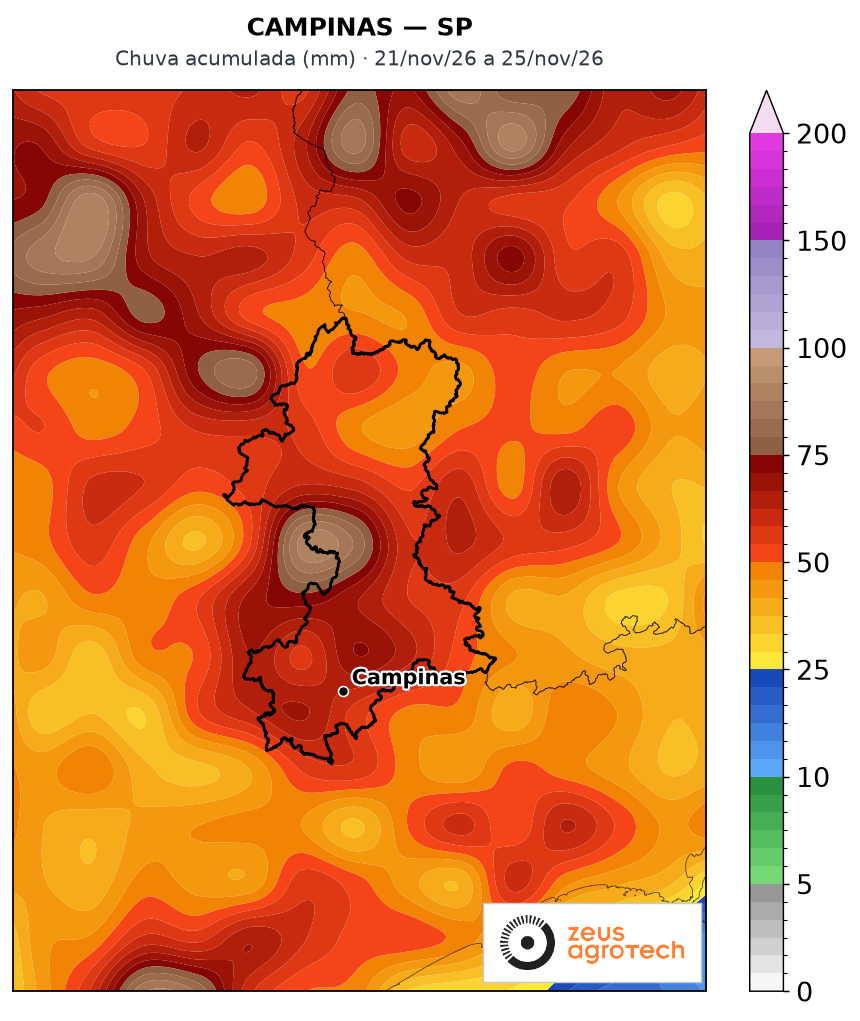 CAMPINAS — SP
Chuva acumulada (mm) · 21/nov/26 a 25/nov/26
200
150
100
75
50
25
10
5
0
Campinas
zeus
agrotech